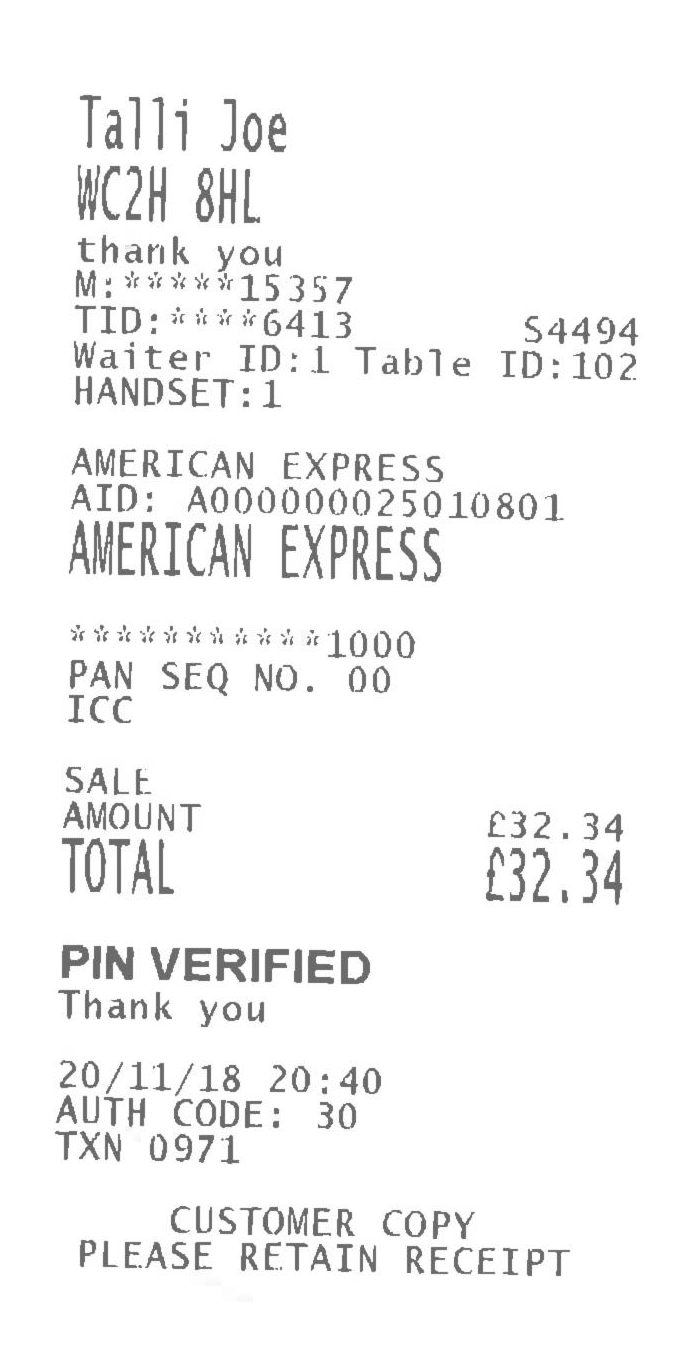 Talli Joe
WC2H 8HL
thank you
M:*****15357
TID:****6413 S4494
Waiter ID:1 Table ID:102
HANDSET:1
AMERICAN EXPRESS
AID: A000000025010801
AMERICAN EXPRESS
***********1000
PAN SEQ NO. 00
ICC
SALE
AMOUNT £32.34
TOTAL £32.34
PIN VERIFIED
Thank you
20/11/18 20:40
AUTH CODE: 30
TXN 0971
CUSTOMER COPY
PLEASE RETAIN RECEIPT